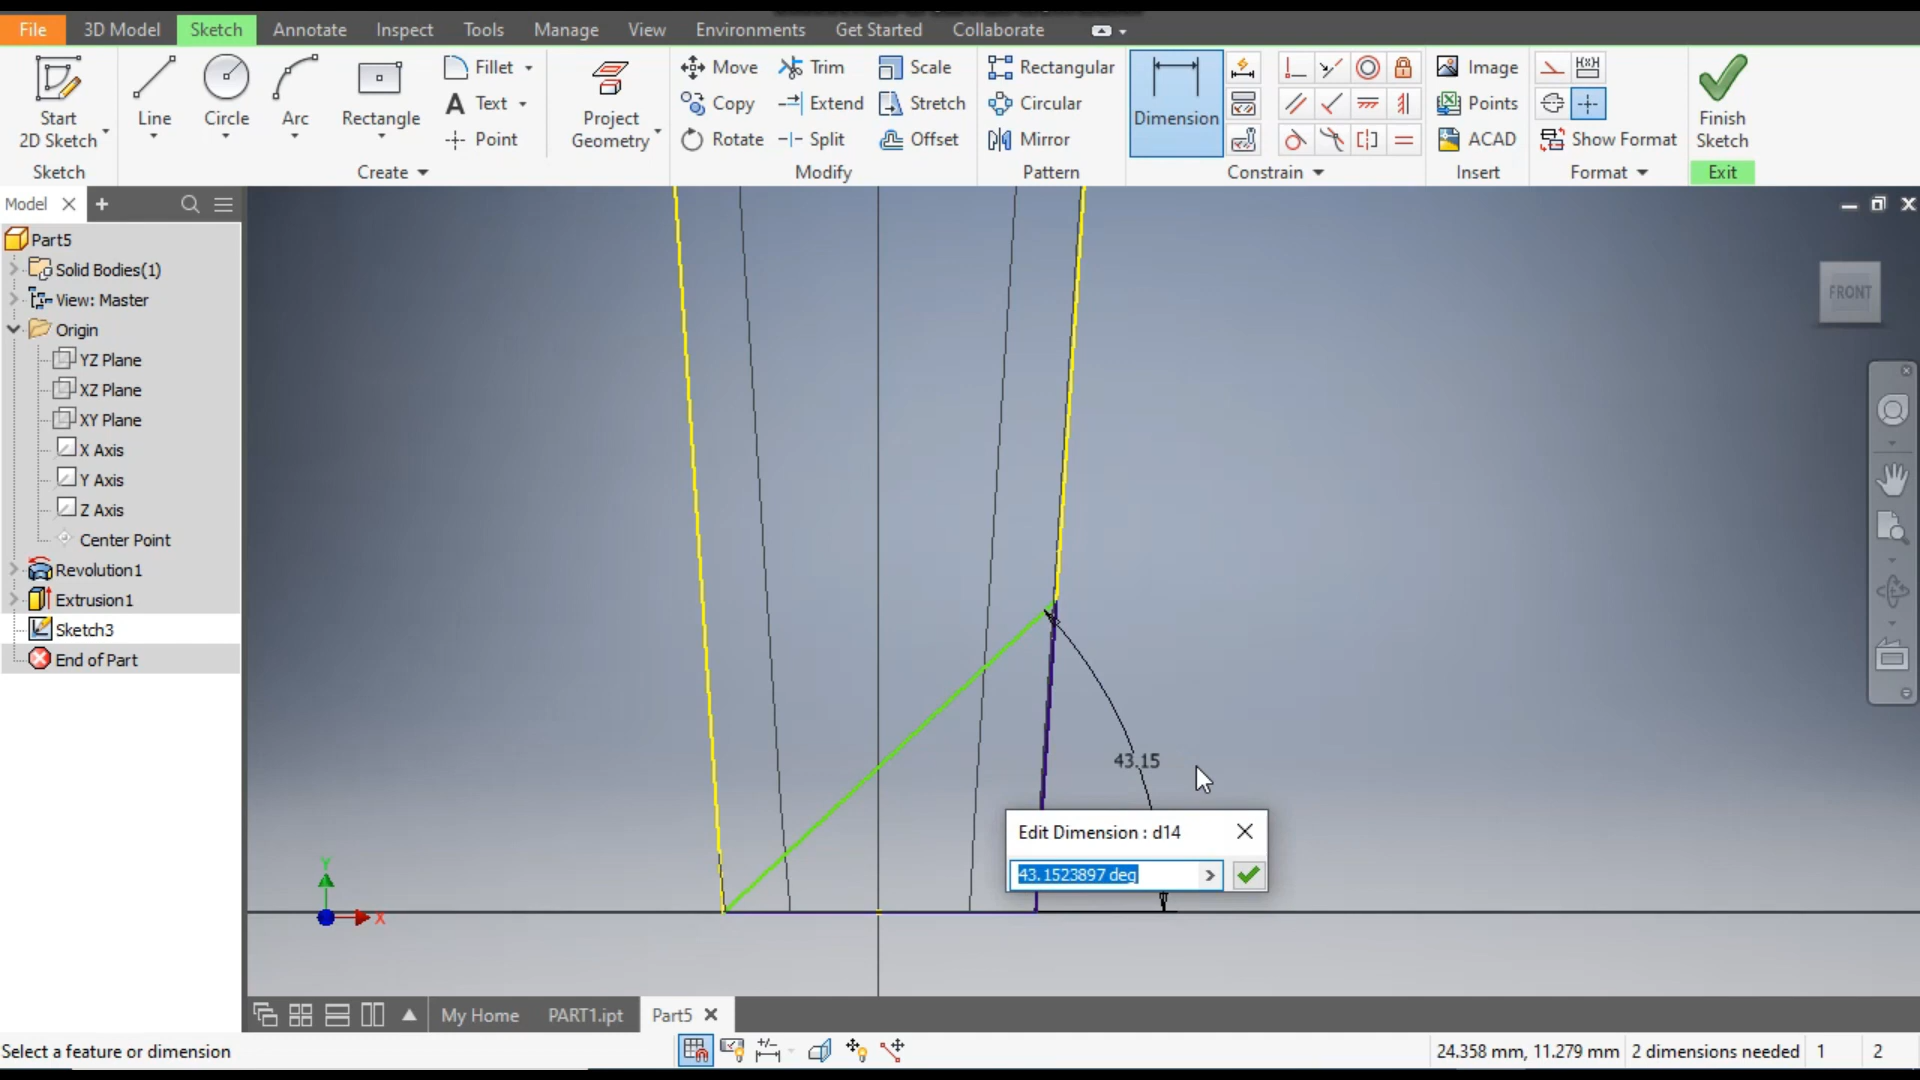 File 3D Model Sketch Annotate Inspect Tools Manage View Environments Get Started Collaborate
Start 2D Sketch
Line
Circle
Arc
Rectangle
Fillet
Text
Point
Project Geometry
Move Trim Scale
Copy Extend Stretch
Rotate Split Offset
Rectangular
Circular
Mirror
Dimension
Image
Points
ACAD
Show Format
Finish Sketch
Sketch Create Modify Pattern Constrain Insert Format Exit
Model
Part5
Solid Bodies(1)
View: Master
Origin
YZ Plane
XZ Plane
XY Plane
X Axis
Y Axis
Z Axis
Center Point
Revolution1
Extrusion1
Sketch3
End of Part
FRONT
43.15
Edit Dimension : d14
43.1523897 deg
Y
X
My Home PART1.ipt Part5
Select a feature or dimension
24.358 mm, 11.279 mm 2 dimensions needed 1 2